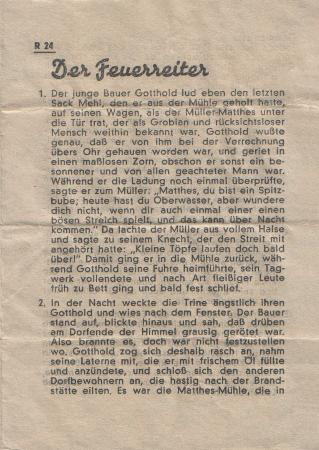 R 24
Der Feuerreiter
1. Der junge Bauer Gotthold lud eben den letzten
Sack Mehl, den er aus der Mühle geholt hatte,
auf seinen Wagen, als der Müller-Matthes unter
die Tür trat, der als Grobian und rücksichtsloser
Mensch weithin bekannt war. Gotthold wußte
genau, daß er von ihm bei der Verrechnung
übers Ohr gehauen worden war, und geriet in
einen maßlosen Zorn, obschon er sonst ein be-
sonnener und von allen geachteter Mann war.
Während er die Ladung noch einmal überprüfte,
sagte er zum Müller: „Matthes, du bist ein Spitz-
bube; heute hast du Oberwasser, aber wundere
dich nicht, wenn dir auch einmal einer einen
bösen Streich spielt, und das kann über Nacht
kommen." Da lachte der Müller aus vollem Halse
und sagte zu seinem Knecht, der den Streit mit
angehört hatte: „Kleine Töpfe laufen doch bald
über!" Damit ging er in die Mühle zurück, wäh-
rend Gotthold seine Fuhre heimführte, sein Tag-
werk vollendete und nach Art fleißiger Leute
früh zu Bett ging und bald fest schlief.
2. In der Nacht weckte die Trine ängstlich ihren
Gotthold und wies nach dem Fenster. Der Bauer
stand auf, blickte hinaus und sah, daß drüben
am Dorfende der Himmel grausig gerötet war.
Also brannte es, doch war nicht festzustellen
wo. Gotthold zog sich deshalb rasch an, nahm
seine Laterne mit, die er mit frischem Öl füllte
und anzündete, und schloß sich den anderen
Dorfbewohnern an, die hastig nach der Brand-
stätte eilten. Es war die Matthes-Mühle, die in